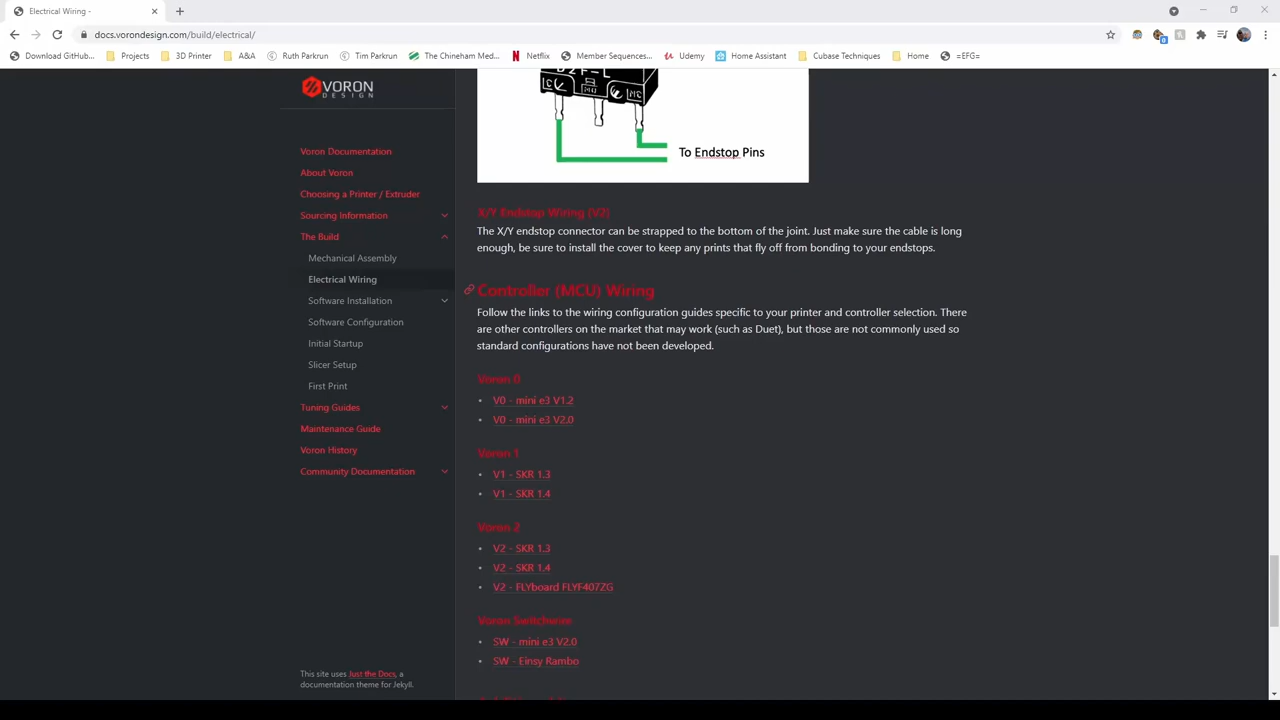 Electrical Wiring -
docs.vorondesign.com/build/electrical/
Download GitHub... Projects 3D Printer A&A Ruth Parkrun Tim Parkrun The Chineham Med... Netflix Member Sequences... Udemy Home Assistant Cubase Techniques Home =EFG=
VORON
DESIGN
Voron Documentation
About Voron
Choosing a Printer / Extruder
Sourcing Information
The Build
Mechanical Assembly
Electrical Wiring
Software Installation
Software Configuration
Initial Startup
Slicer Setup
First Print
Tuning Guides
Maintenance Guide
Voron History
Community Documentation
This site uses Just the Docs, a
documentation theme for Jekyll.
To Endstop Pins
X/Y Endstop Wiring (V2)
The X/Y endstop connector can be strapped to the bottom of the joint. Just make sure the cable is long
enough, be sure to install the cover to keep any prints that fly off from bonding to your endstops.
Controller (MCU) Wiring
Follow the links to the wiring configuration guides specific to your printer and controller selection. There
are other controllers on the market that may work (such as Duet), but those are not commonly used so
standard configurations have not been developed.
Voron 0
• V0 - mini e3 V1.2
• V0 - mini e3 V2.0
Voron 1
• V1 - SKR 1.3
• V1 - SKR 1.4
Voron 2
• V2 - SKR 1.3
• V2 - SKR 1.4
• V2 - FLYboard FLYF407ZG
Voron Switchwire
• SW - mini e3 V2.0
• SW - Einsy Rambo